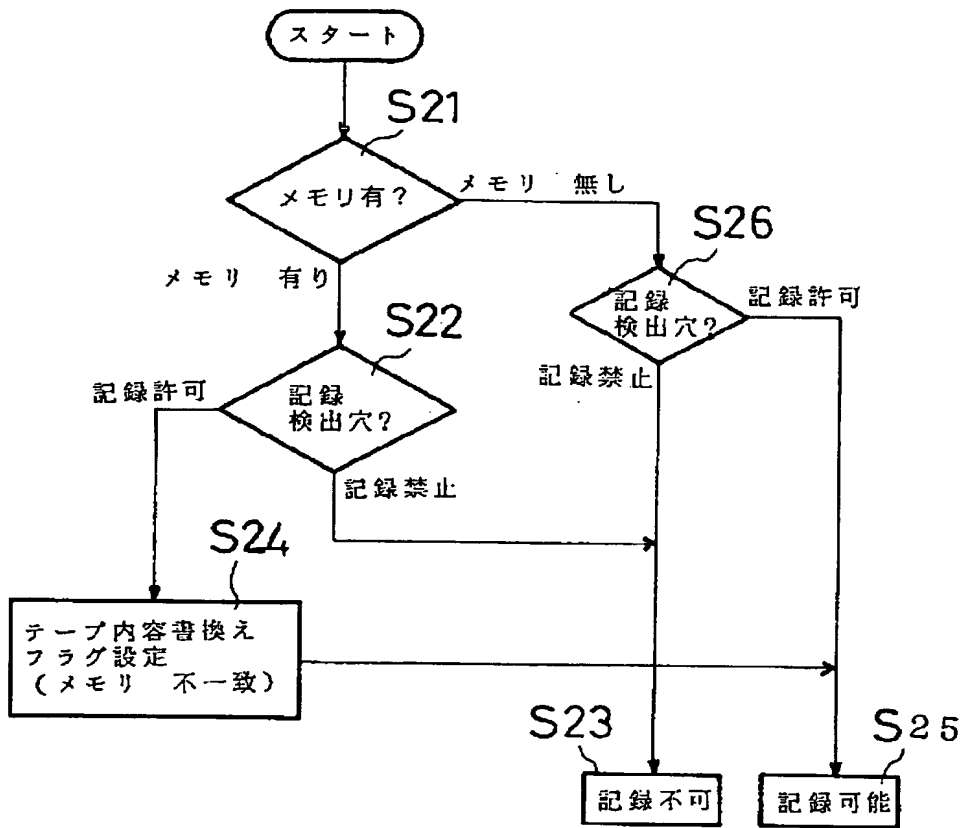 スタート
S21
メモリ有?
メモリ 無し
S26
メモリ 有り
記録
検出穴?
記録許可
S22
記録禁止
記録許可
記録
検出穴?
記録禁止
S24
テープ内容書換え
フラグ設定
(メモリ 不一致)
S23
S25
記録不可
記録可能